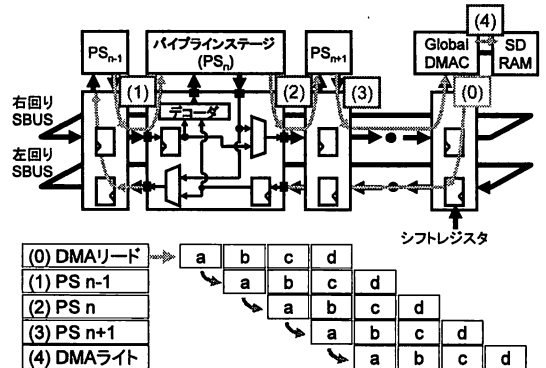 (4)
PSn-1
パイプラインステージ
(PSn)
PSn+1
Global
DMAC
SD
RAM
(1)
(2)
(3)
(0)
デコーダ
右回り
SBUS
左回り
SBUS
シフトレジスタ
(0) DMAリード a b c d
(1) PS n-1 a b c d
(2) PS n a b c d
(3) PS n+1 a b c d
(4) DMAライト a b c d